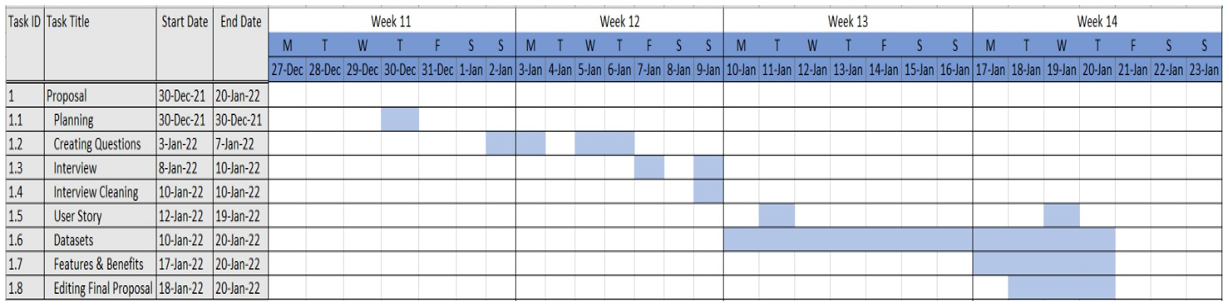 Task ID Task Title Start Date End Date Week 11 Week 12 Week 13 Week 14
M T W T F S S M T W T F S S M T W T F S S M T W T F S S
27-Dec 28-Dec 29-Dec 30-Dec 31-Dec 1-Jan 2-Jan 3-Jan 4-Jan 5-Jan 6-Jan 7-Jan 8-Jan 9-Jan 10-Jan 11-Jan 12-Jan 13-Jan 14-Jan 15-Jan 16-Jan 17-Jan 18-Jan 19-Jan 20-Jan 21-Jan 22-Jan 23-Jan
1 Proposal 30-Dec-21 20-Jan-22
1.1 Planning 30-Dec-21 30-Dec-21
1.2 Creating Questions 3-Jan-22 7-Jan-22
1.3 Interview 8-Jan-22 10-Jan-22
1.4 Interview Cleaning 10-Jan-22 10-Jan-22
1.5 User Story 12-Jan-22 19-Jan-22
1.6 Datasets 10-Jan-22 20-Jan-22
1.7 Features & Benefits 17-Jan-22 20-Jan-22
1.8 Editing Final Proposal 18-Jan-22 20-Jan-22